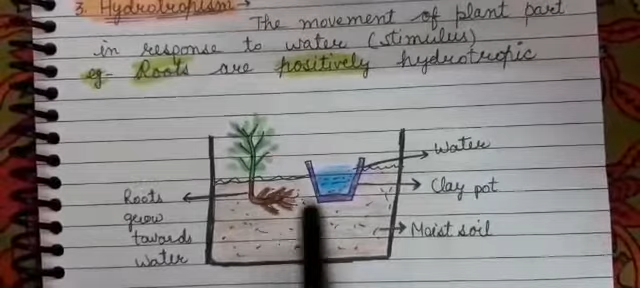 3. Hydrotropism →
The movement of plant part
in response to water (stimulus)
eg- Roots are positively hydrotropic
Water
Clay pot
Moist soil
Roots
grow
towards
water